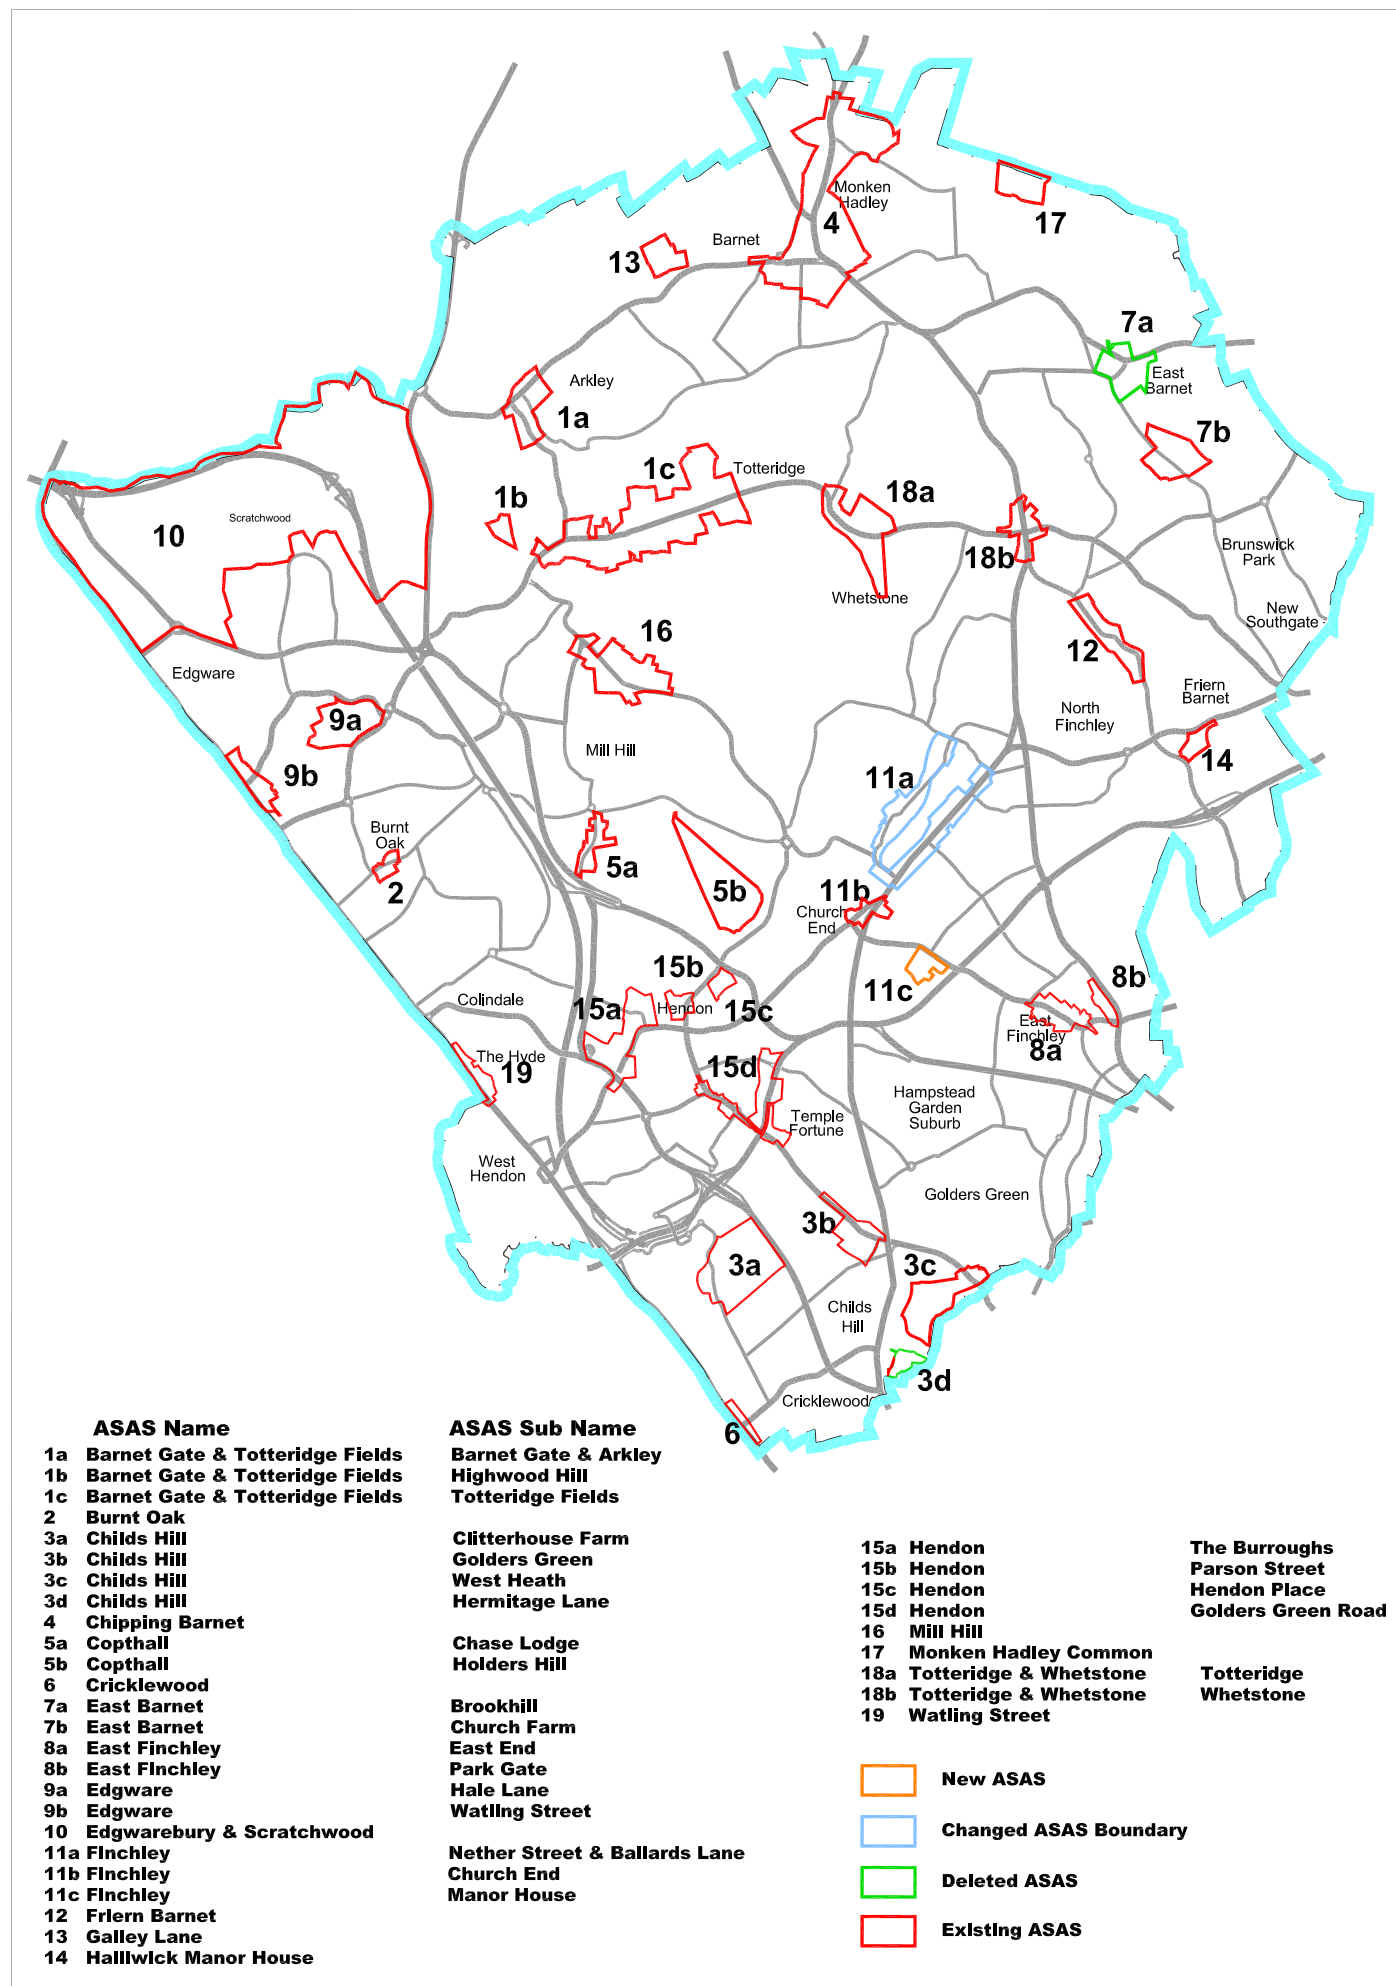 Monken
Hadley
4
17
Barnet
13
7a
East
Barnet
Arkley
1a
7b
1c
Totteridge
18a
1b
Scratchwood
10
18b
Brunswick
Park
Whetstone
New
Southgate
16
12
Edgware
Friern
Barnet
9a
North
Finchley
Mill Hill
14
9b
11a
Burnt
Oak
5a
5b
2
11b
Church
End
15b
11c
8b
Colindale
15a
Hendon
15c
East
Finchley
8a
The Hyde
19
15d
Hampstead
Garden
Suburb
Temple
Fortune
West
Hendon
Golders Green
3b
3a
3c
Childs
Hill
3d
Cricklewood
6
ASAS Name ASAS Sub Name
1a Barnet Gate & Totteridge Fields Barnet Gate & Arkley
1b Barnet Gate & Totteridge Fields Highwood Hill
1c Barnet Gate & Totteridge Fields Totteridge Fields
2 Burnt Oak
3a Childs Hill Clitterhouse Farm
3b Childs Hill Golders Green
3c Childs Hill West Heath
3d Childs Hill Hermitage Lane
4 Chipping Barnet
5a Copthall Chase Lodge
5b Copthall Holders Hill
6 Cricklewood
7a East Barnet Brookhill
7b East Barnet Church Farm
8a East Finchley East End
8b East Finchley Park Gate
9a Edgware Hale Lane
9b Edgware Watling Street
10 Edgwarebury & Scratchwood
11a Finchley Nether Street & Ballards Lane
11b Finchley Church End
11c Finchley Manor House
12 Friern Barnet
13 Galley Lane
14 Halliwick Manor House
15a Hendon The Burroughs
15b Hendon Parson Street
15c Hendon Hendon Place
15d Hendon Golders Green Road
16 Mill Hill
17 Monken Hadley Common
18a Totteridge & Whetstone Totteridge
18b Totteridge & Whetstone Whetstone
19 Watling Street
New ASAS
Changed ASAS Boundary
Deleted ASAS
Existing ASAS